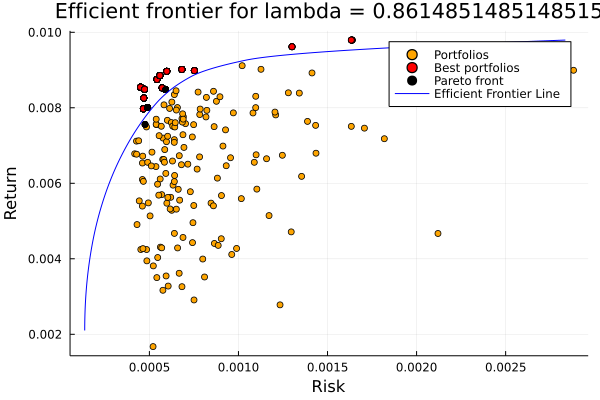 Efficient frontier for lambda = 0.8614851485148515
0.010
0.008
0.006
0.004
0.002
Return
Portfolios
Best portfolios
Pareto front
Efficient Frontier Line
0.0005 0.0010 0.0015 0.0020 0.0025
Risk